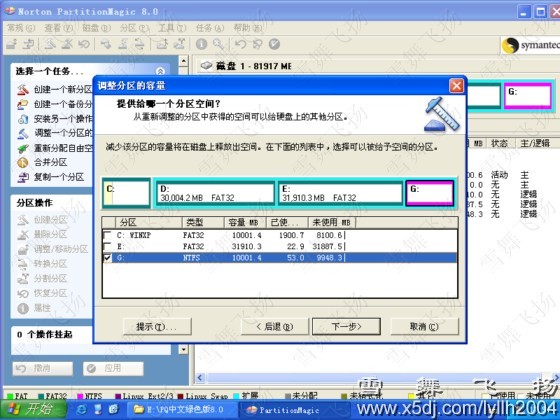 Norton PartitionMagic 8.0
常规(G) 查看(V) 磁盘(D) 分区(P) 工具(T) 任务(A) 帮助(H)
symantec
选择一个任务...
创建一个新分区
创建一个备份分
安装另一个操作
调整一个分区的
重新分配自由空
合并分区
复制一个分区
分区操作
创建分区
删除分区
调整/移动分区
转换分区
分割分区
恢复分区
属性
0 个操作挂起
撤消
应用
磁盘 1 - 81917 MB
G:
MB 状态 主/逻辑
00.6 活动 主
0.0 无 主
87.5 无 逻辑
48.3 无 逻辑
调整分区的容量
提供给哪一个分区空间?
从重新调整的分区中获得的空间可以给硬盘上的其他分区。
减少该分区的容量将在磁盘上释放出空间。在下面的列表中，选择可以被给予空间的分区。
C:
D:
30,004.2 MB FAT32
E:
31,910.3 MB FAT32
G:
分区 类型 容量 MB 已使... 未使用 MB
C: WINXP FAT32 10001.4 1900.7 8100.6
E: FAT32 31910.3 22.9 31887.5
G: NTFS 10001.4 53.0 9948.3
提示(T)...
< 后退(B)
下一步>
取消(C)
FAT FAT32 NTFS Linux Ext2/3 Linux Swap 扩展 未分配 未使用
开始
E:\PQ中文绿色版8.0
PartitionMagic
雪舞飞扬
www.x5dj.com/lyllh2004